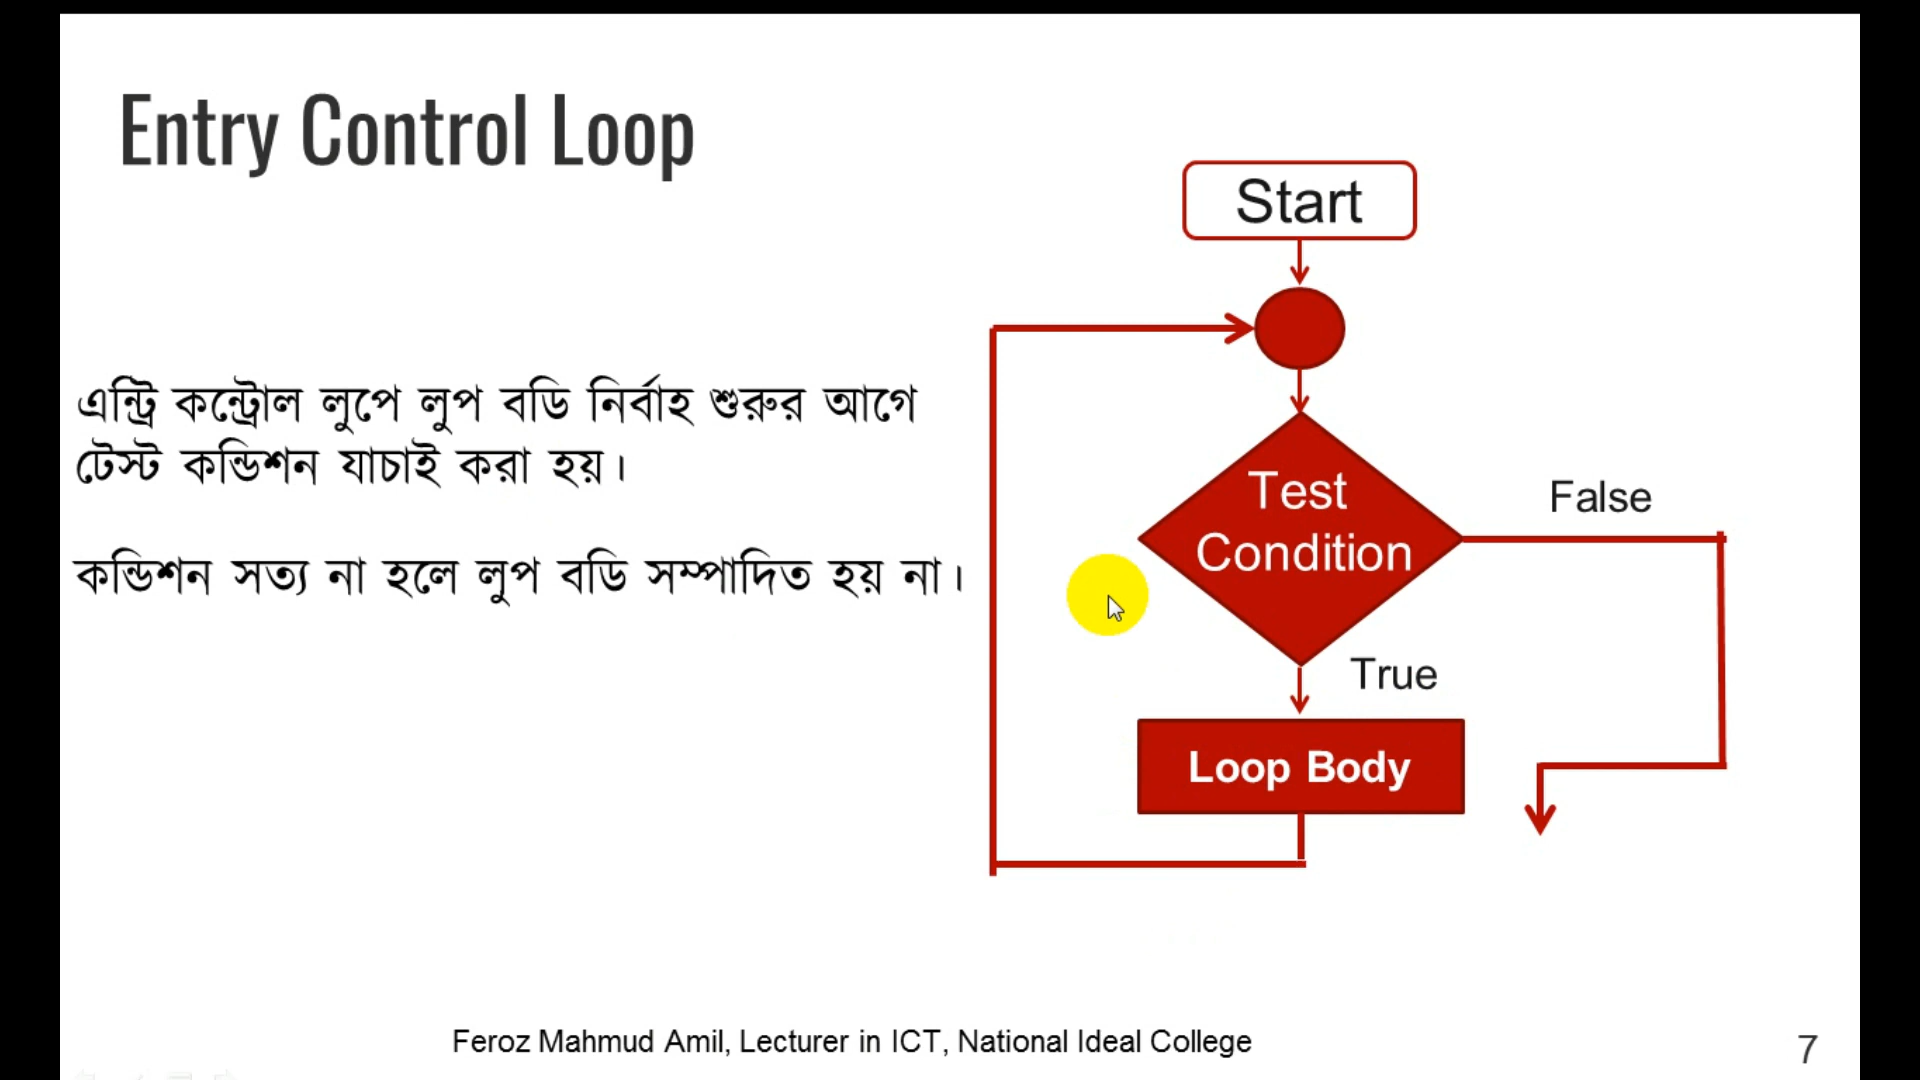 Entry Control Loop
এন্ট্রি কন্ট্রোল লুপে লুপ বডি নির্বাহ শুরুর আগে
টেস্ট কন্ডিশন যাচাই করা হয়।
কন্ডিশন সত্য না হলে লুপ বডি সম্পাদিত হয় না।
Start
Test
Condition
False
True
Loop Body
Feroz Mahmud Amil, Lecturer in ICT, National Ideal College
7